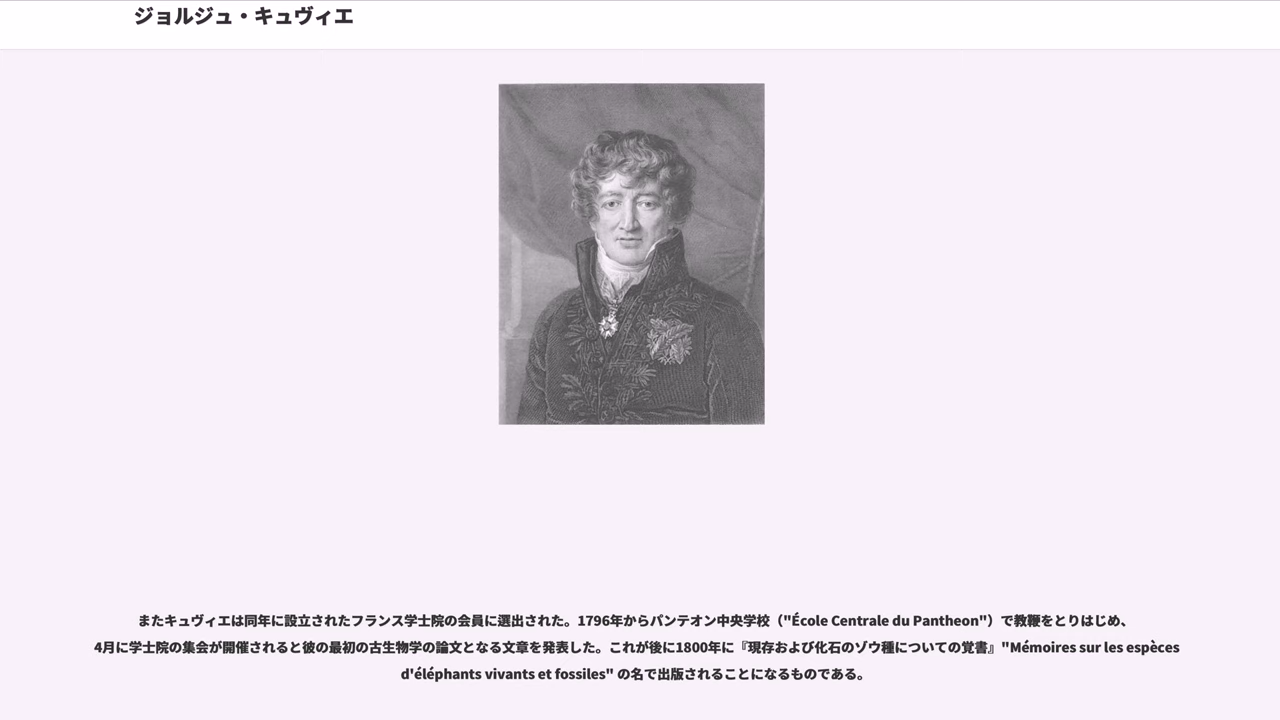 ジョルジュ・キュヴィエ
またキュヴィエは同年に設立されたフランス学士院の会員に選出された。1796年からパンテオン中央学校（"École Centrale du Pantheon"）で教鞭をとりはじめ、
4月に学士院の集会が開催されると彼の最初の古生物学の論文となる文章を発表した。これが後に1800年に『現存および化石のゾウ種についての覚書』"Mémoires sur les espèces
d'éléphants vivants et fossiles" の名で出版されることになるものである。